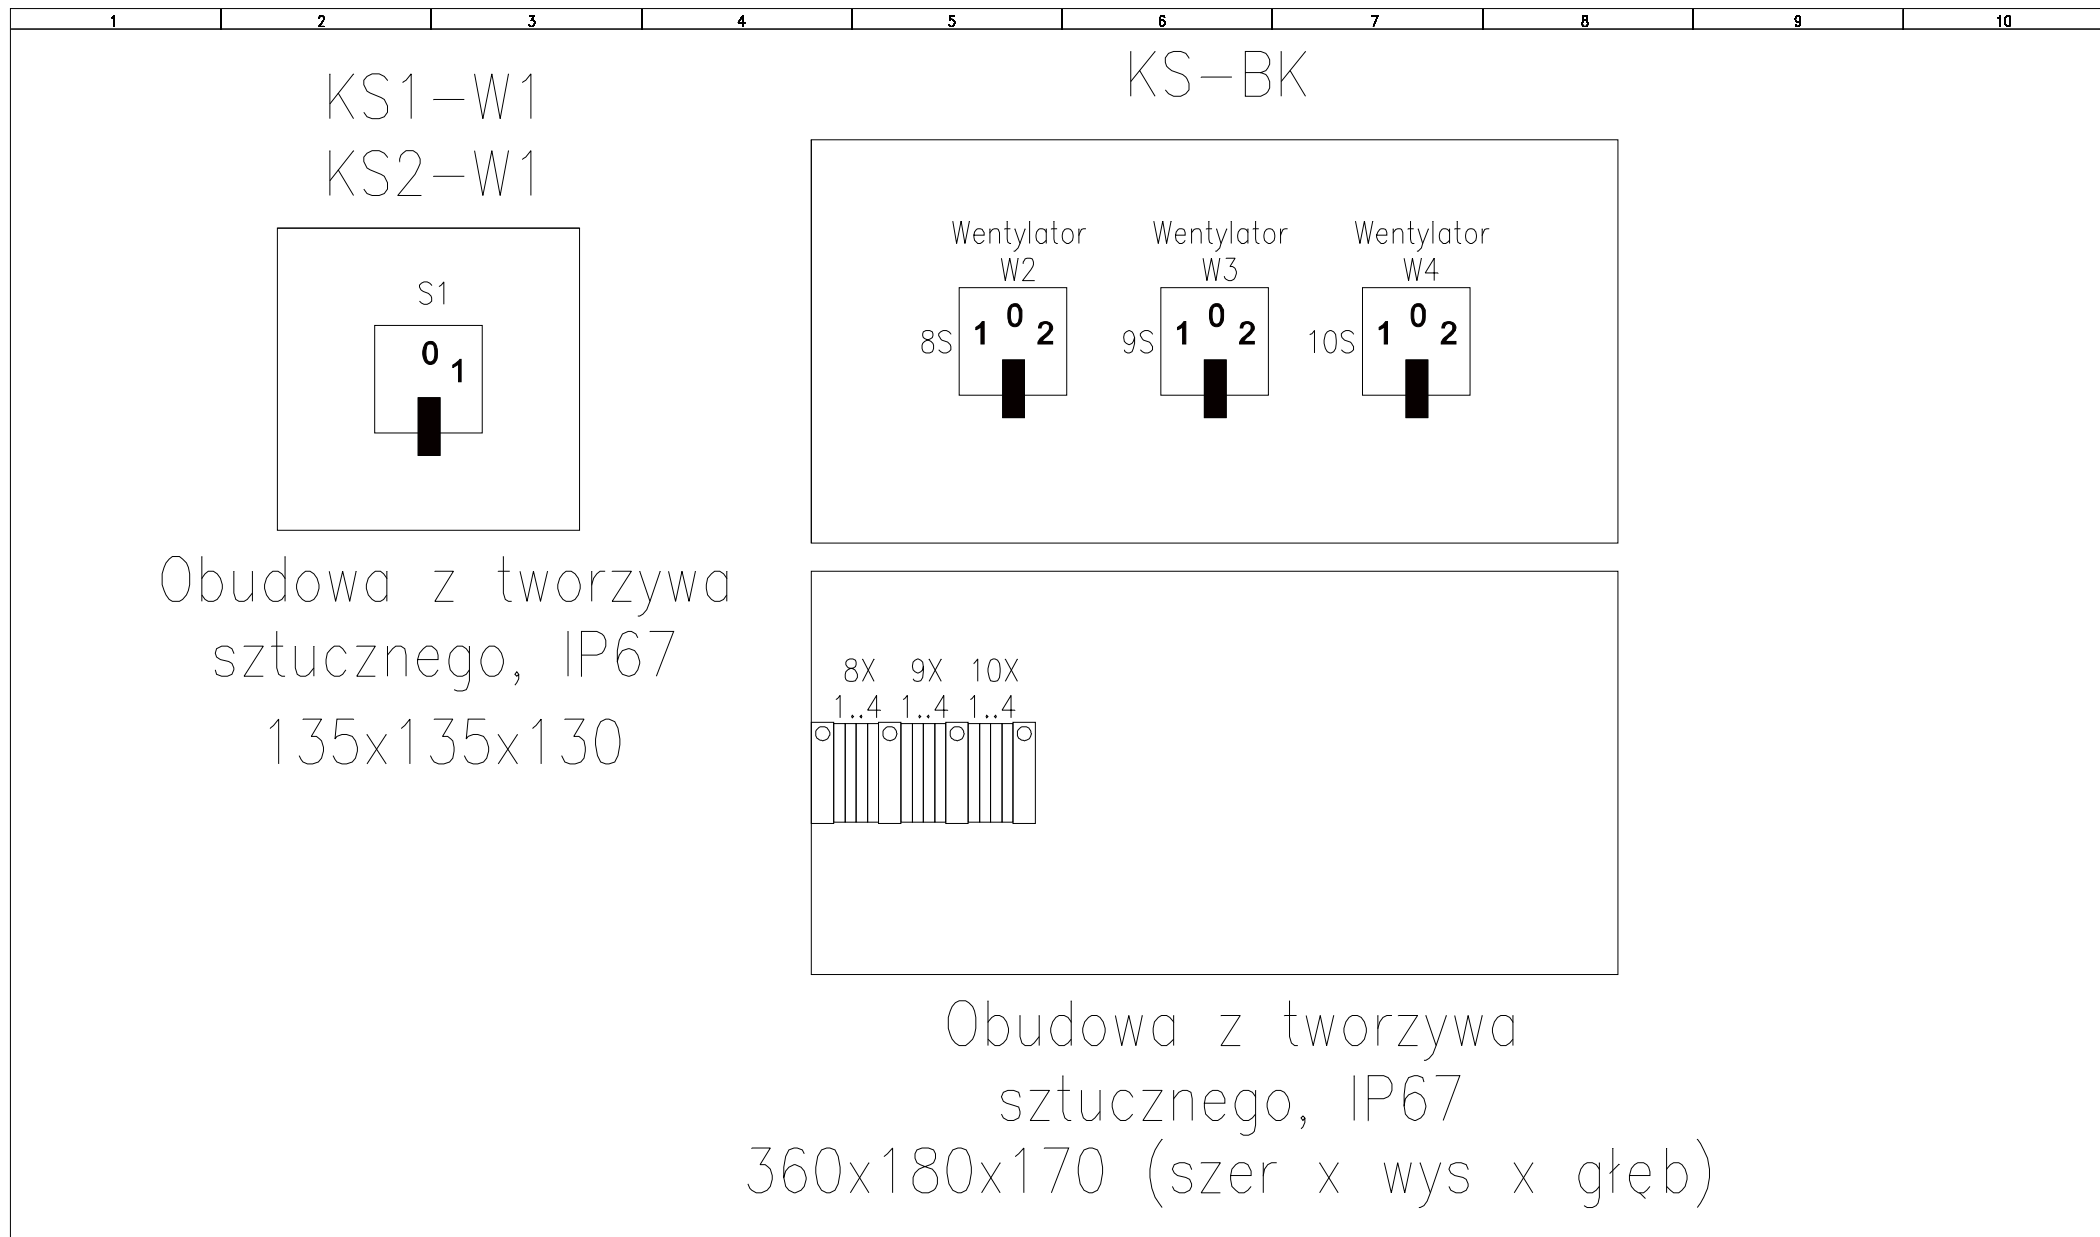 1 2 3 4 5 6 7 8 9 10
KS1-W1
KS2-W1
S1
0
1
Obudowa z tworzywa
sztucznego, IP67
135x135x130
KS-BK
Wentylator
W2
8S
1 0 2
Wentylator
W3
9S
1 0 2
Wentylator
W4
10S
1 0 2
8X 9X 10X
1..4 1..4 1..4
Obudowa z tworzywa
sztucznego, IP67
360x180x170 (szer x wys x głęb)